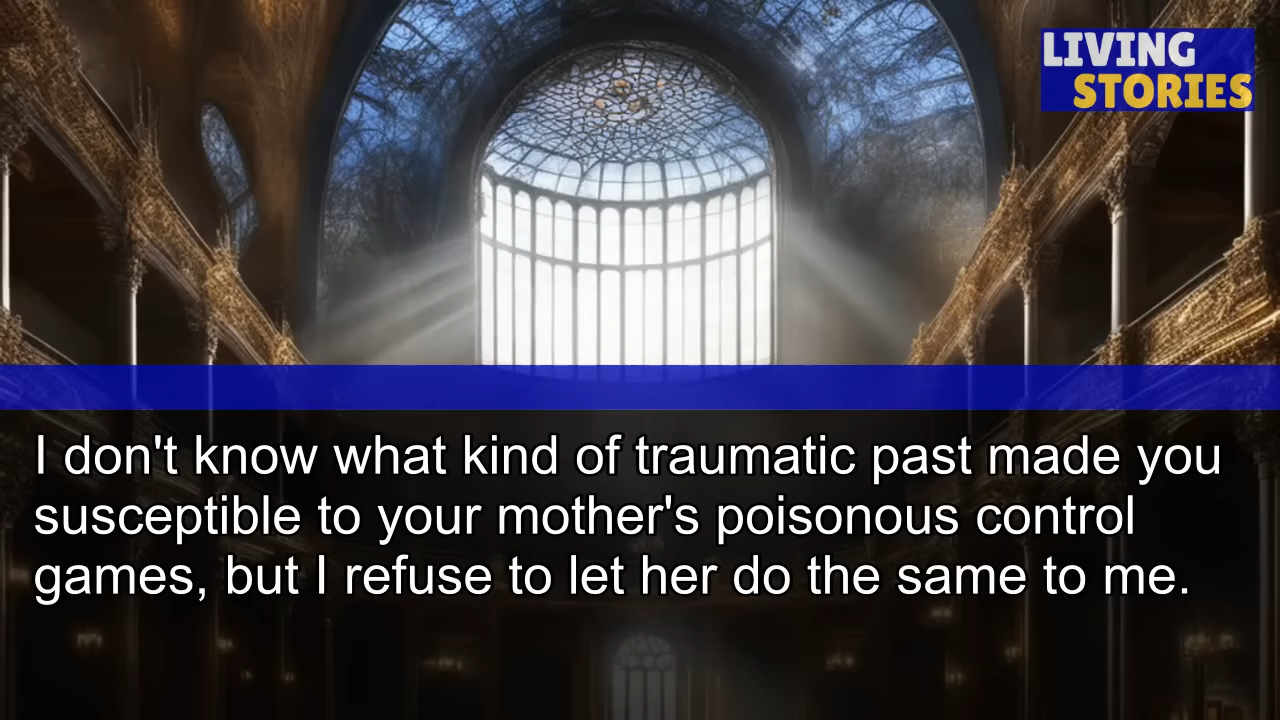 LIVING
STORIES
I don't know what kind of traumatic past made you
susceptible to your mother's poisonous control
games, but I refuse to let her do the same to me.